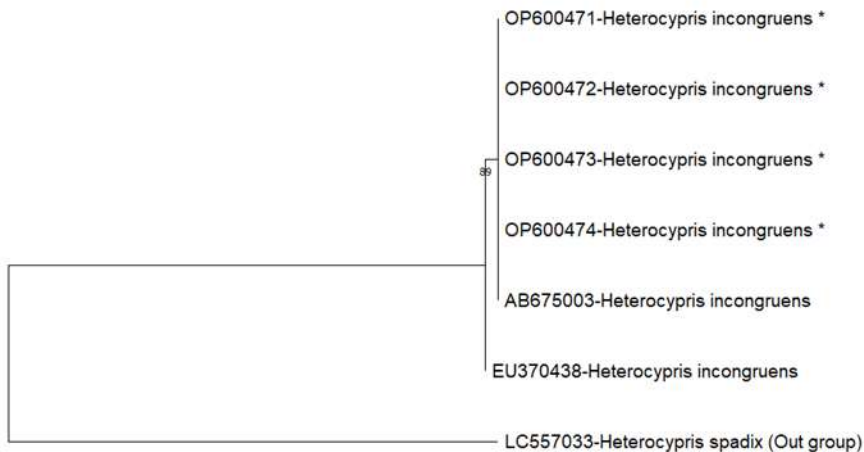 OP600471-Heterocypris incongruens *
OP600472-Heterocypris incongruens *
OP600473-Heterocypris incongruens *
89
OP600474-Heterocypris incongruens *
AB675003-Heterocypris incongruens
EU370438-Heterocypris incongruens
LC557033-Heterocypris spadix (Out group)